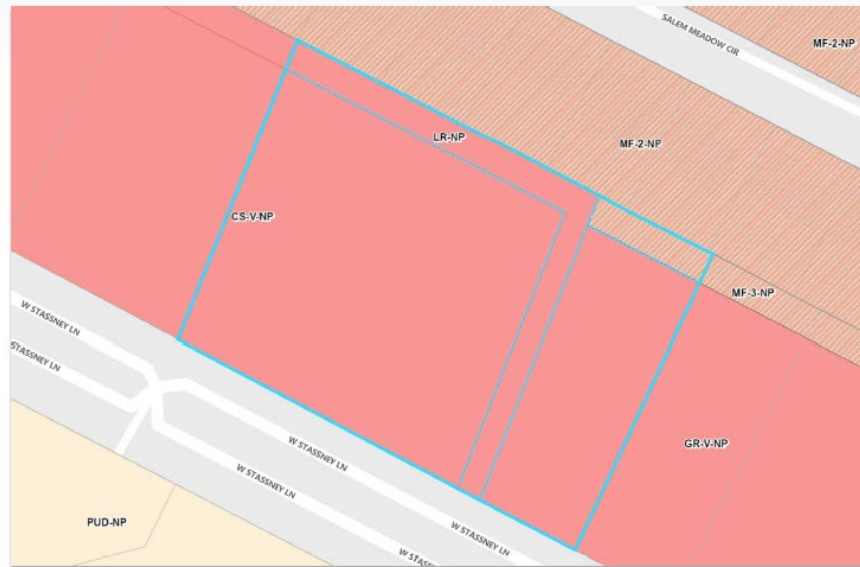 SALEM MEADOW CIR
MF-2-NP
LR-NP
MF-2-NP
CS-V-NP
MF-3-NP
W STASSNEY LN
STASSNEY LN
W STASSNEY LN
GR-V-NP
W STASSNEY LN
PUD-NP
W STASSNEY LN
W STASS